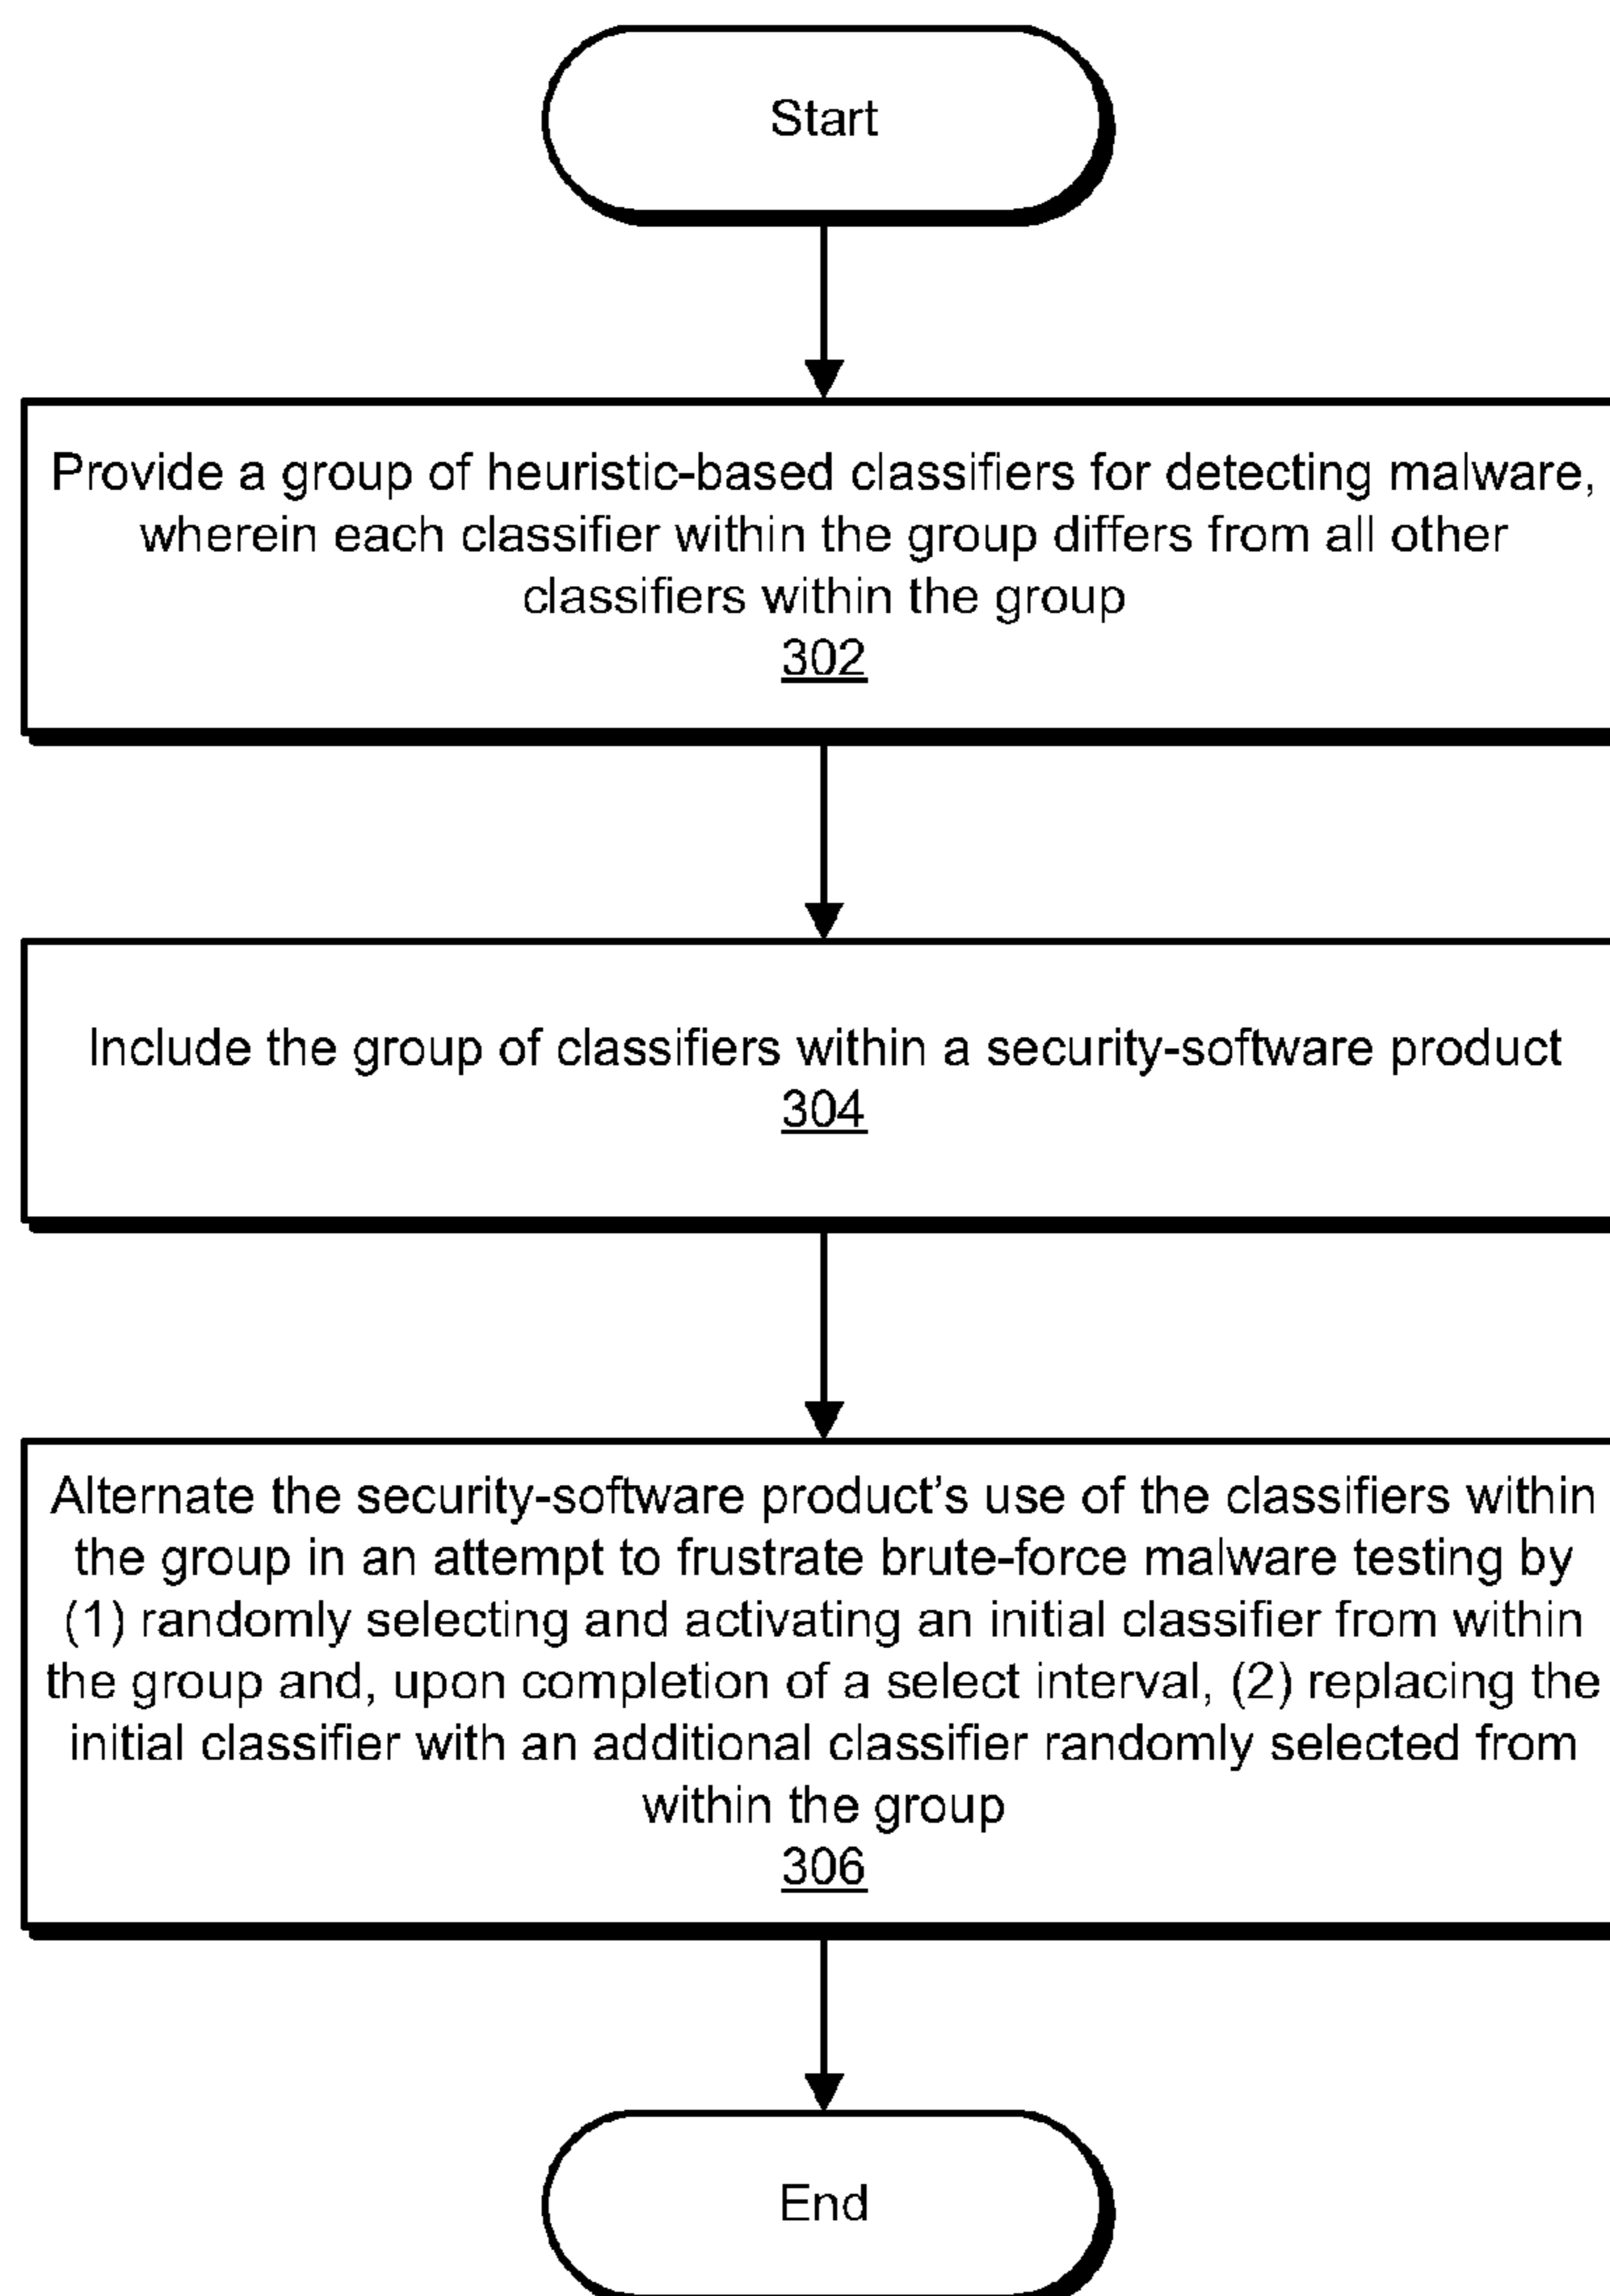 Start
Provide a group of heuristic-based classifiers for detecting malware,
wherein each classifier within the group differs from all other
classifiers within the group
302
Include the group of classifiers within a security-software product
304
Alternate the security-software product’s use of the classifiers within
the group in an attempt to frustrate brute-force malware testing by
(1) randomly selecting and activating an initial classifier from within
the group and, upon completion of a select interval, (2) replacing the
initial classifier with an additional classifier randomly selected from
within the group
306
End